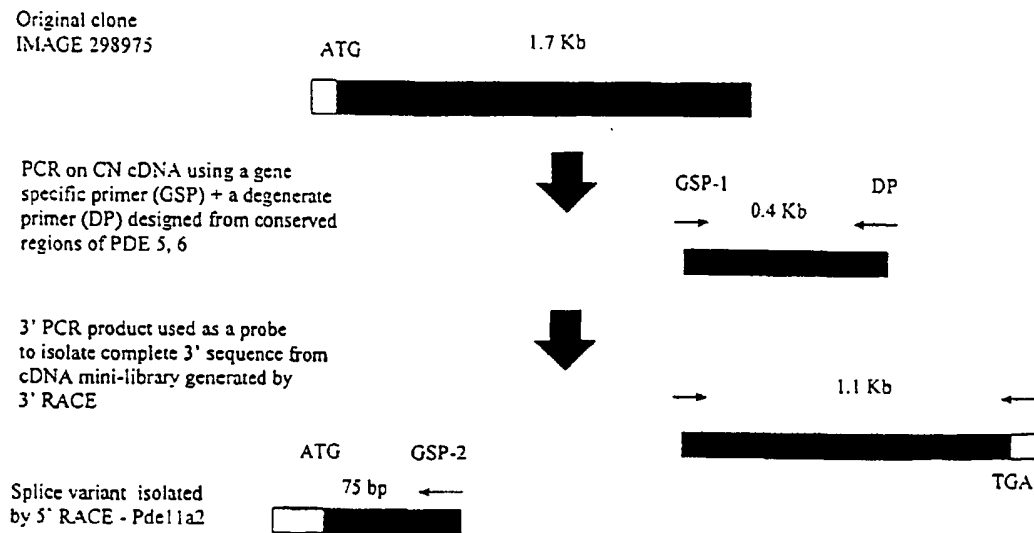 Original clone
IMAGE 298975
ATG
1.7 Kb
PCR on CN cDNA using a gene
specific primer (GSP) + a degenerate
primer (DP) designed from conserved
regions of PDE 5, 6
GSP-1
DP
0.4 Kb
3' PCR product used as a probe
to isolate complete 3' sequence from
cDNA mini-library generated by
3' RACE
1.1 Kb
TGA
ATG
GSP-2
75 bp
Splice variant isolated
by 5' RACE - Pde11a2